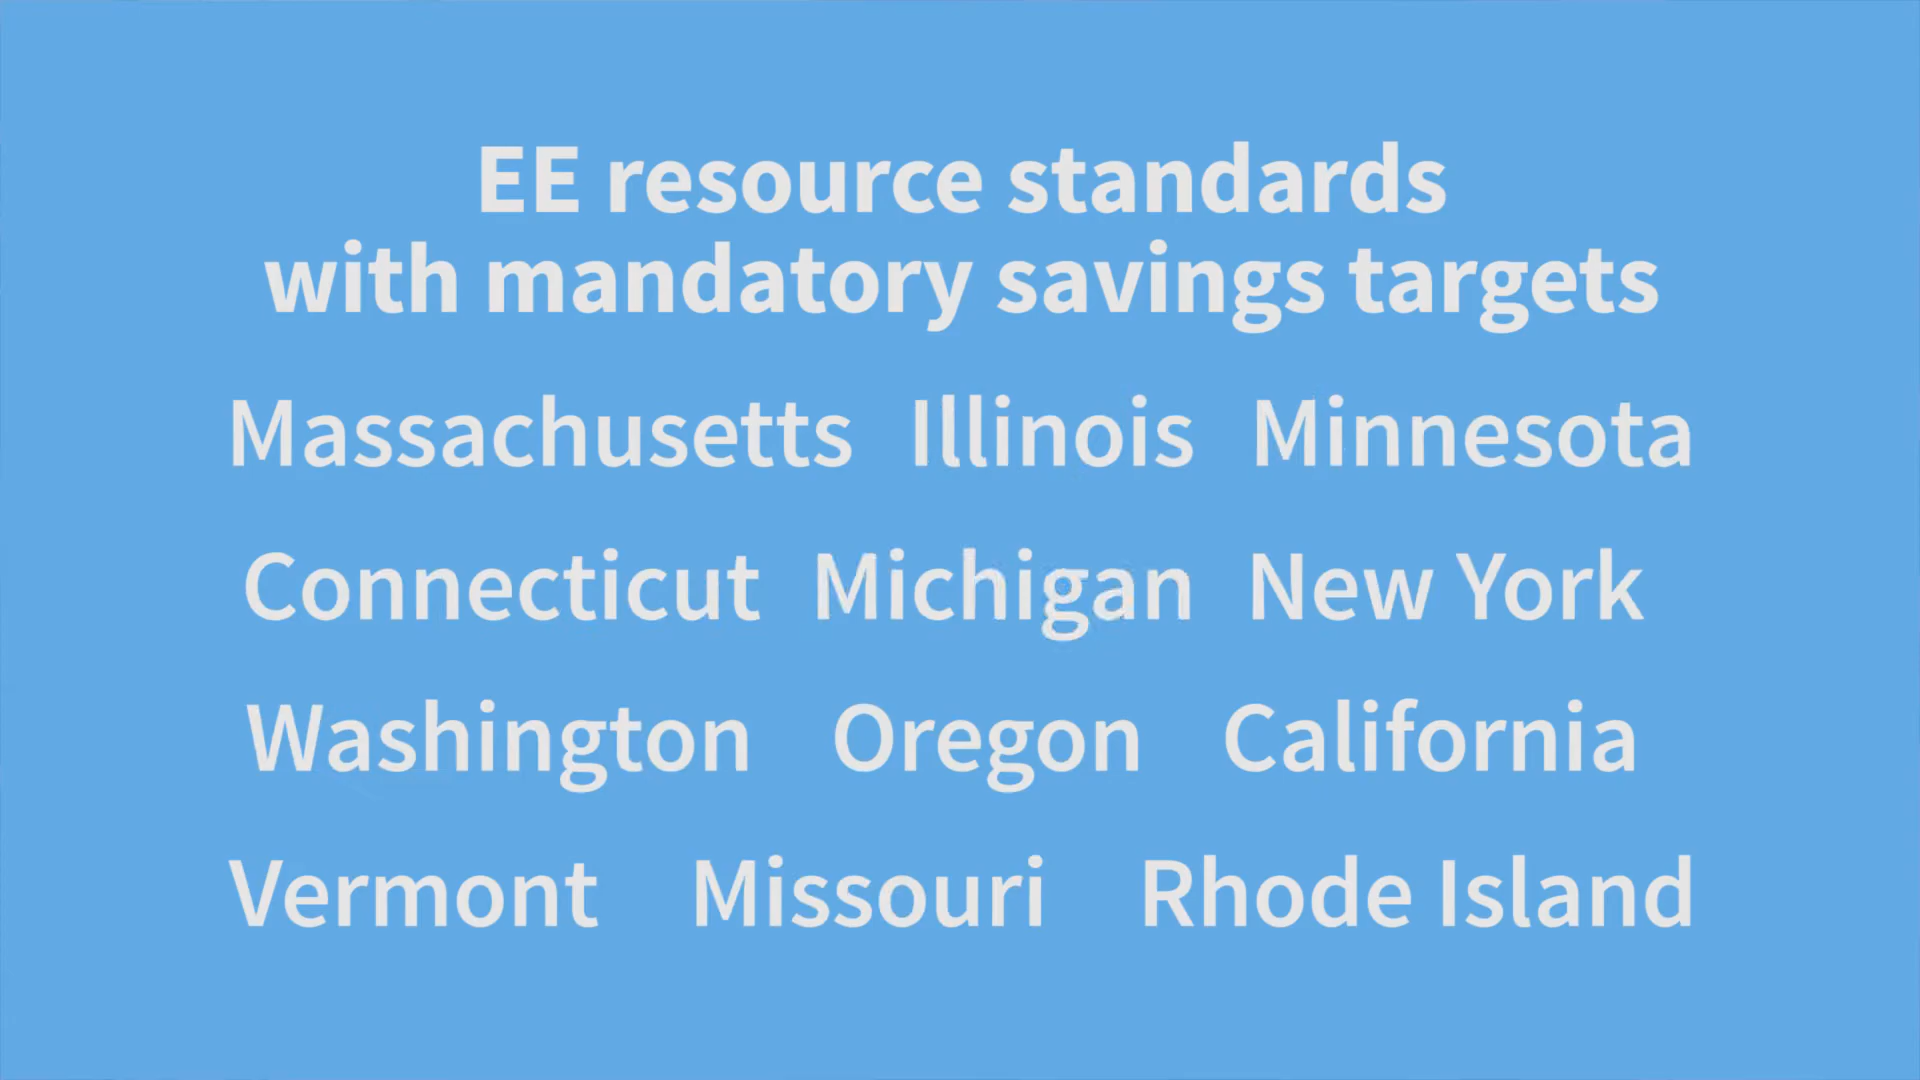 EE resource standards
with mandatory savings targets
Massachusetts Illinois Minnesota
Connecticut Michigan New York
Washington Oregon California
Vermont Missouri Rhode Island